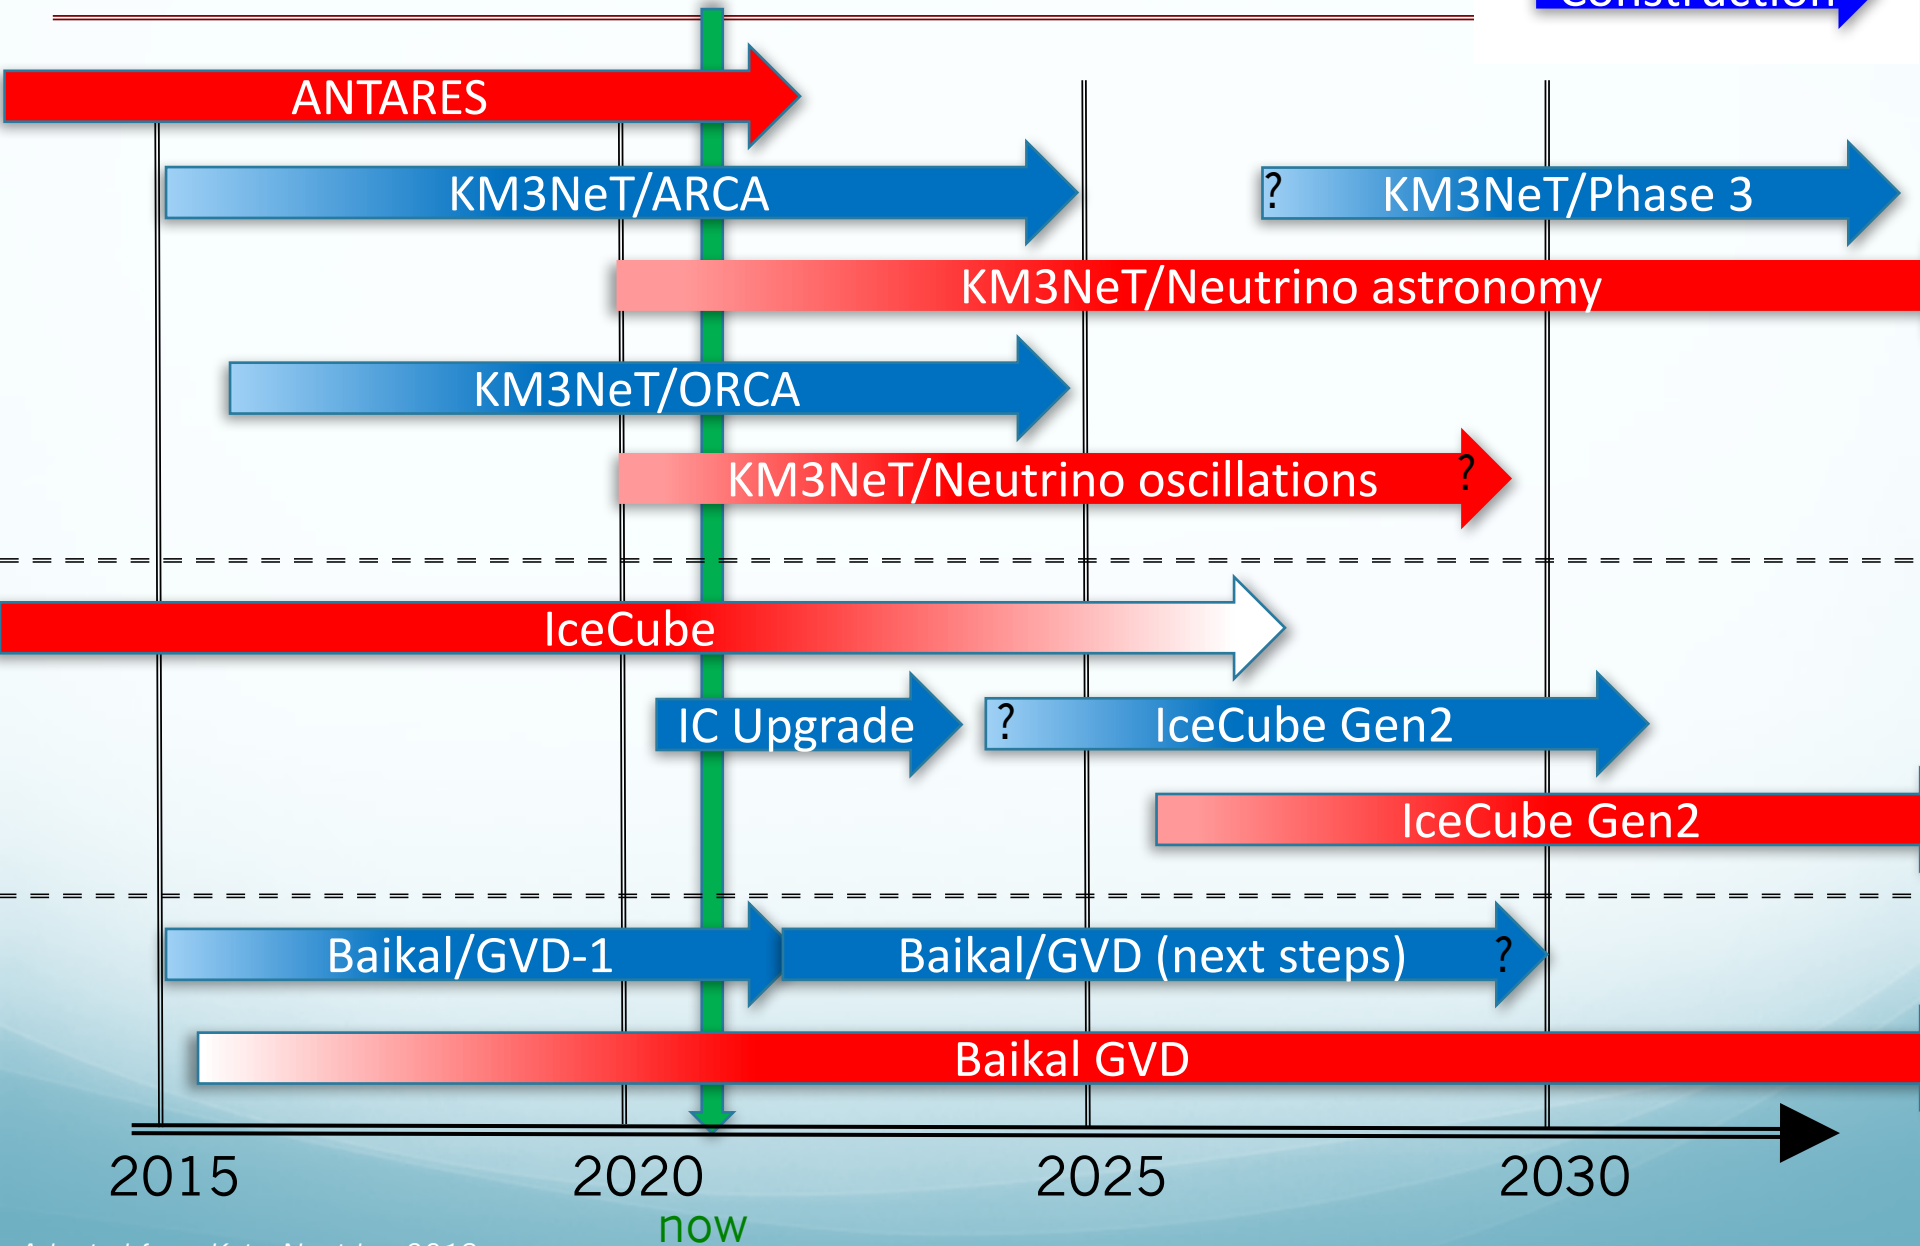 Construction
ANTARES
KM3NeT/ARCA
? KM3NeT/Phase 3
KM3NeT/Neutrino astronomy
KM3NeT/ORCA
KM3NeT/Neutrino oscillations ?
IceCube
IC Upgrade
? IceCube Gen2
IceCube Gen2
Baikal/GVD-1
Baikal/GVD (next steps) ?
Baikal GVD
2015 2020 2025 2030
now